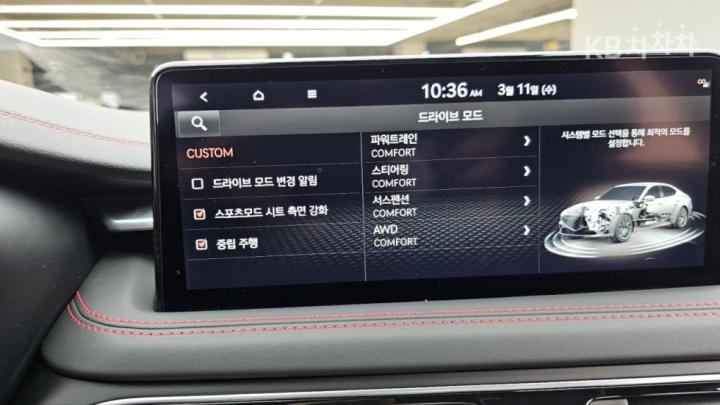 KB 차차차
10:36 AM 3월 11일 (수)
드라이브 모드
CUSTOM
드라이브 모드 변경 알림
스포츠모드 시트 측면 강화
중립 주행
파워트레인
COMFORT
스티어링
COMFORT
서스펜션
COMFORT
AWD
COMFORT
시스템별 모드 선택을 통해 최적의 모드를
설정합니다.